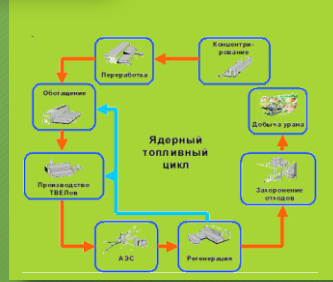 Концентри-
рование
Переработка
Обогащение
Добыча урана
Ядерный
топливный
цикл
Производство
ТВЕЛов
Захоронение
отходов
АЭС
Регенерация